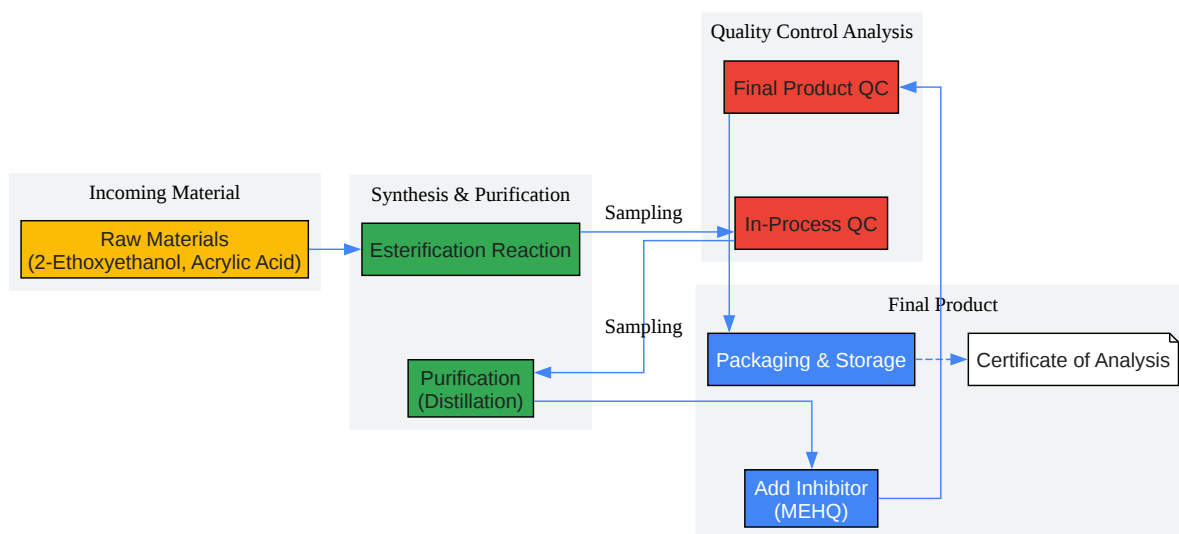 Quality Control Analysis
Final Product QC
Incoming Material
Raw Materials
(2-Ethoxyethanol, Acrylic Acid)
Synthesis & Purification
Esterification Reaction
Sampling
In-Process QC
Sampling
Purification
(Distillation)
Final Product
Packaging & Storage
Certificate of Analysis
Add Inhibitor
(MEHQ)